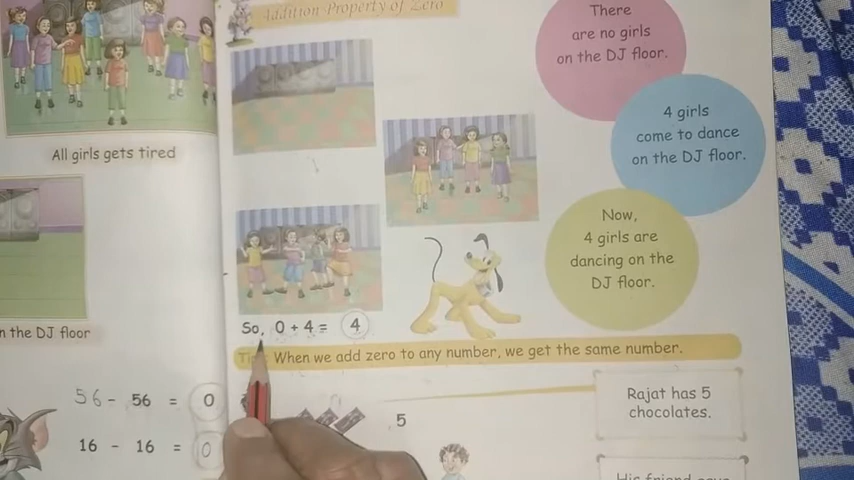 All girls gets tired
n the DJ floor
56 - 56 = 0
16 - 16 = 0
Addition Property of Zero
There
are no girls
on the DJ floor.
4 girls
come to dance
on the DJ floor.
Now,
4 girls are
dancing on the
DJ floor.
So, 0 + 4 = 4
When we add zero to any number, we get the same number.
5
Rajat has 5
chocolates.
His friend gave